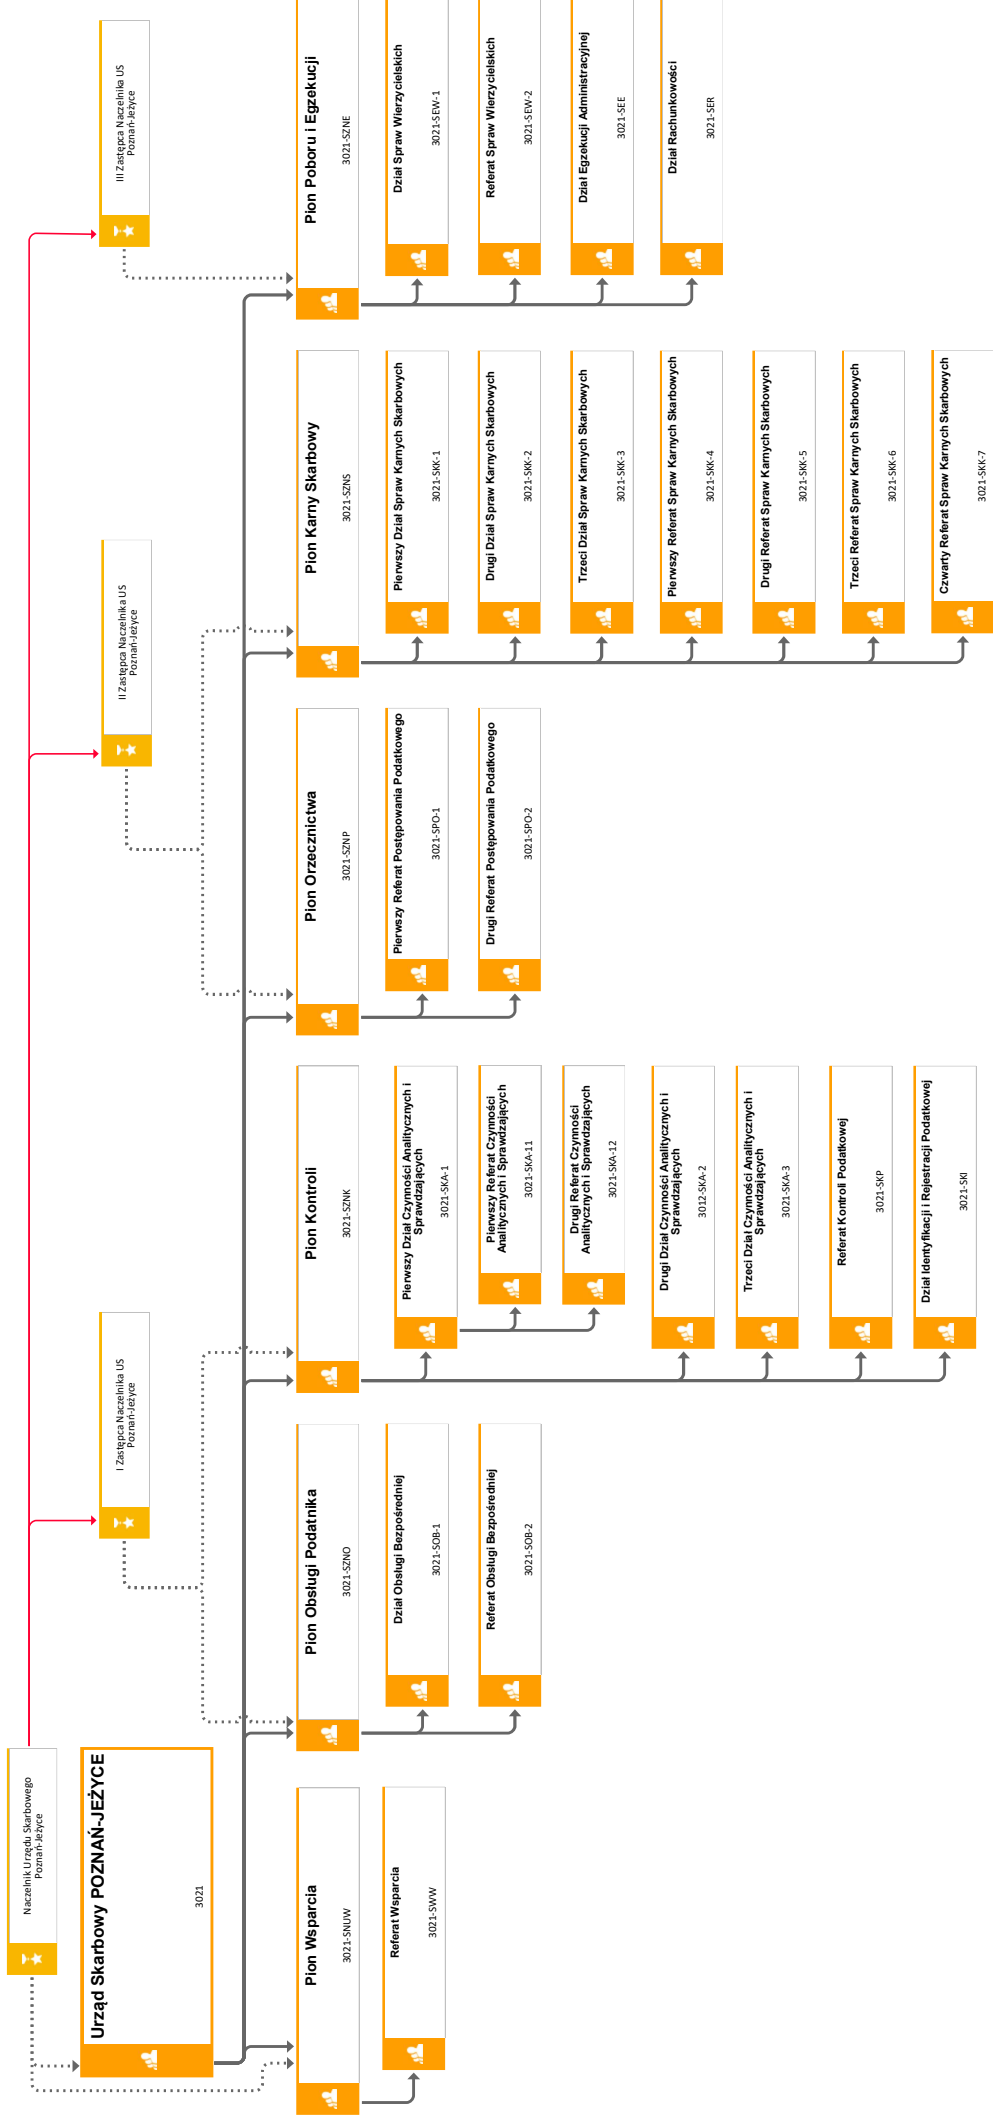 Naczelnik Urzędu Skarbowego
Poznań-Jeżyce
Urząd Skarbowy POZNAŃ-JEŻYCE
3021
I Zastępca Naczelnika US
Poznań-Jeżyce
II Zastępca Naczelnika US
Poznań-Jeżyce
III Zastępca Naczelnika US
Poznań-Jeżyce
Pion Wsparcia
3021-SNUW
Referat Wsparcia
3021-SWW
Pion Obsługi Podatnika
3021-SZNO
Dział Obsługi Bezpośredniej
3021-SOB-1
Referat Obsługi Bezpośredniej
3021-SOB-2
Pion Kontroli
3021-SZNK
Pierwszy Dział Czynności Analitycznych i
Sprawdzających
3021-SKA-1
Pierwszy Referat Czynności
Analitycznych i Sprawdzających
3021-SKA-11
Drugi Referat Czynności
Analitycznych i Sprawdzających
3021-SKA-12
Drugi Dział Czynności Analitycznych i
Sprawdzających
3012-SKA-2
Trzeci Dział Czynności Analitycznych i
Sprawdzających
3021-SKA-3
Referat Kontroli Podatkowej
3021-SKP
Dział Identyfikacji i Rejestracji Podatkowej
3021-SKI
Pion Orzecznictwa
3021-SZNP
Pierwszy Referat Postępowania Podatkowego
3021-SPO-1
Drugi Referat Postępowania Podatkowego
3021-SPO-2
Pion Karny Skarbowy
3021-SZNS
Pierwszy Dział Spraw Karnych Skarbowych
3021-SKK-1
Drugi Dział Spraw Karnych Skarbowych
3021-SKK-2
Trzeci Dział Spraw Karnych Skarbowych
3021-SKK-3
Pierwszy Referat Spraw Karnych Skarbowych
3021-SKK-4
Drugi Referat Spraw Karnych Skarbowych
3021-SKK-5
Trzeci Referat Spraw Karnych Skarbowych
3021-SKK-6
Czwarty Referat Spraw Karnych Skarbowych
3021-SKK-7
Pion Poboru i Egzekucji
3021-SZNE
Dział Spraw Wierzycielskich
3021-SEW-1
Referat Spraw Wierzycielskich
3021-SEW-2
Dział Egzekucji Administracyjnej
3021-SEE
Dział Rachunkowości
3021-SER